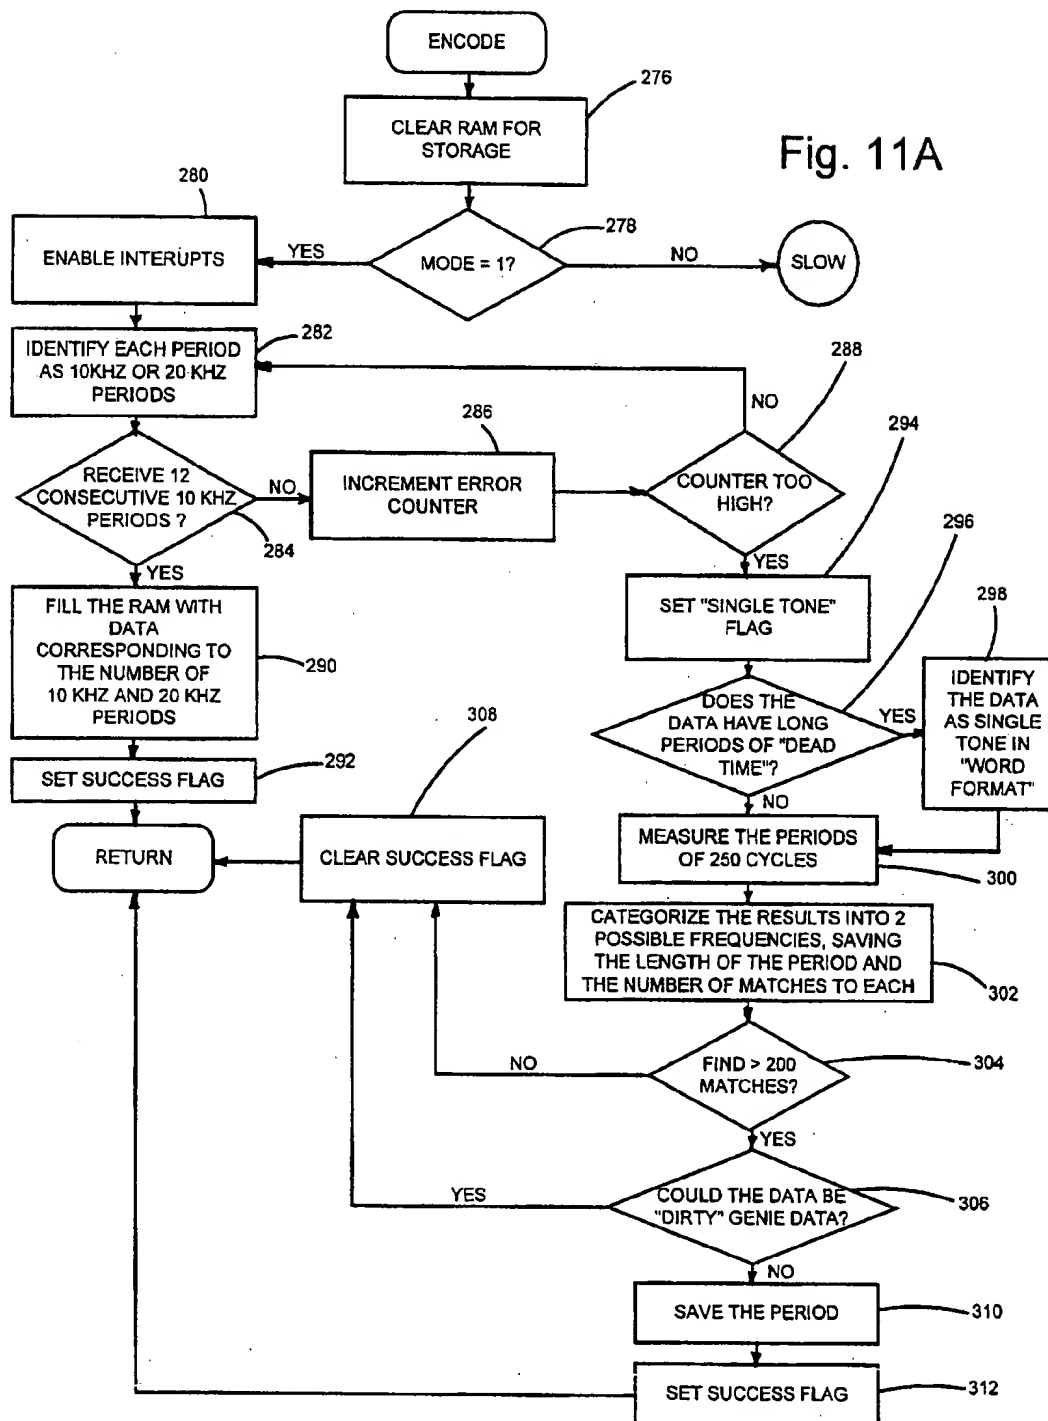 ENCODE
276
CLEAR RAM FOR
STORAGE
Fig. 11A
280
278
ENABLE INTERUPTS
YES
MODE = 1?
NO
SLOW
282
IDENTIFY EACH PERIOD
AS 10KHZ OR 20 KHZ
PERIODS
288
NO
286
294
RECEIVE 12
CONSECUTIVE 10 KHZ
PERIODS ?
NO
INCREMENT ERROR
COUNTER
COUNTER TOO
HIGH?
284
296
YES
YES
FILL THE RAM WITH
DATA
CORRESPONDING TO
THE NUMBER OF
10 KHZ AND 20 KHZ
PERIODS
290
SET "SINGLE TONE"
FLAG
298
IDENTIFY
THE DATA
AS SINGLE
TONE IN
"WORD
FORMAT"
308
DOES THE
DATA HAVE LONG
PERIODS OF "DEAD
TIME"?
YES
292
SET SUCCESS FLAG
NO
RETURN
CLEAR SUCCESS FLAG
MEASURE THE PERIODS
OF 250 CYCLES
300
CATEGORIZE THE RESULTS INTO 2
POSSIBLE FREQUENCIES, SAVING
THE LENGTH OF THE PERIOD AND
THE NUMBER OF MATCHES TO EACH
302
NO
FIND > 200
MATCHES?
304
YES
YES
COULD THE DATA BE
"DIRTY" GENIE DATA?
306
NO
SAVE THE PERIOD
310
SET SUCCESS FLAG
312